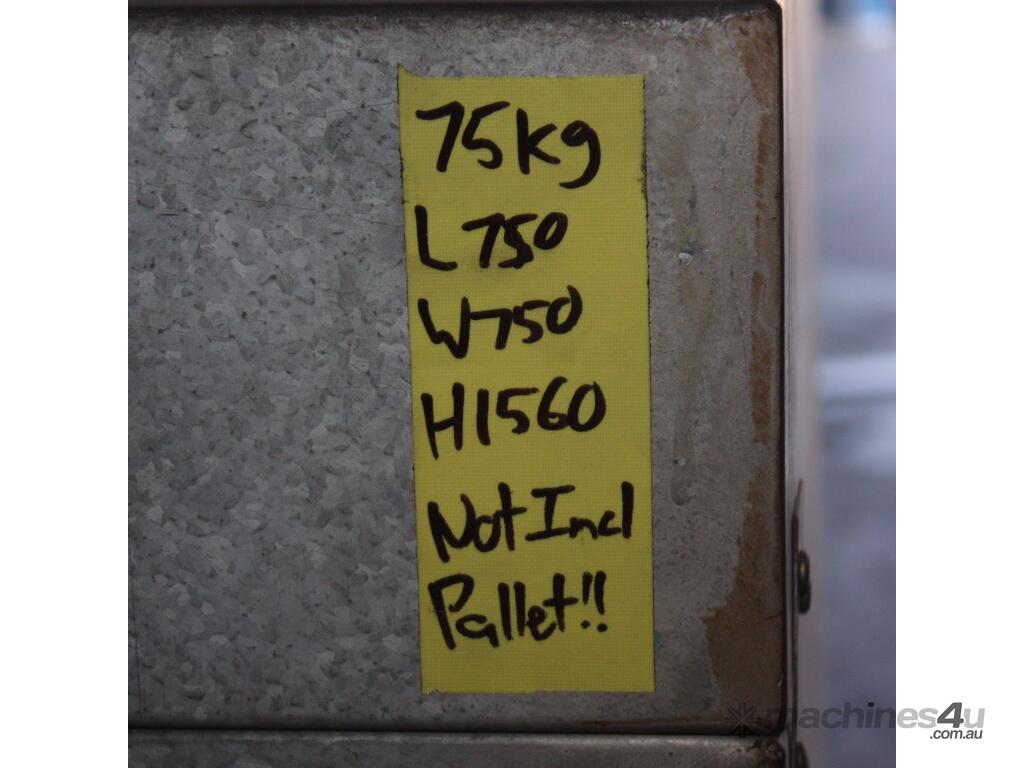 75kg
L750
W750
H1560
Not Incl
Pallet!!
machines4u
.com.au